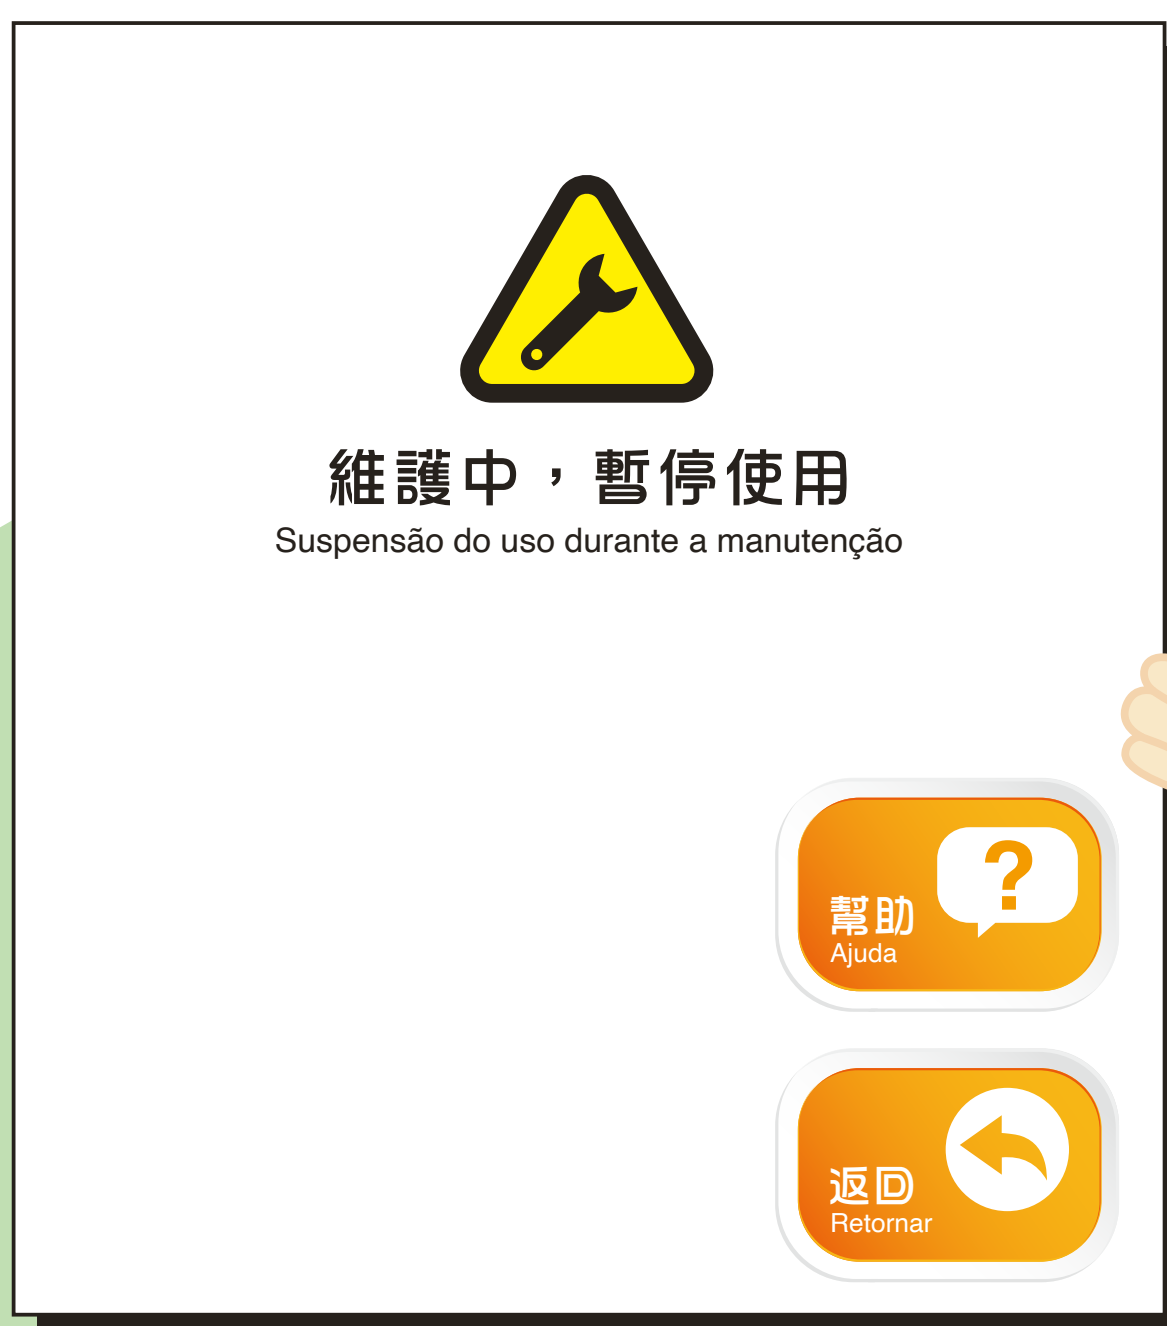 維護中，暫停使用
Suspensão do uso durante a manutenção
?
幫助
Ajuda
返回
Retornar